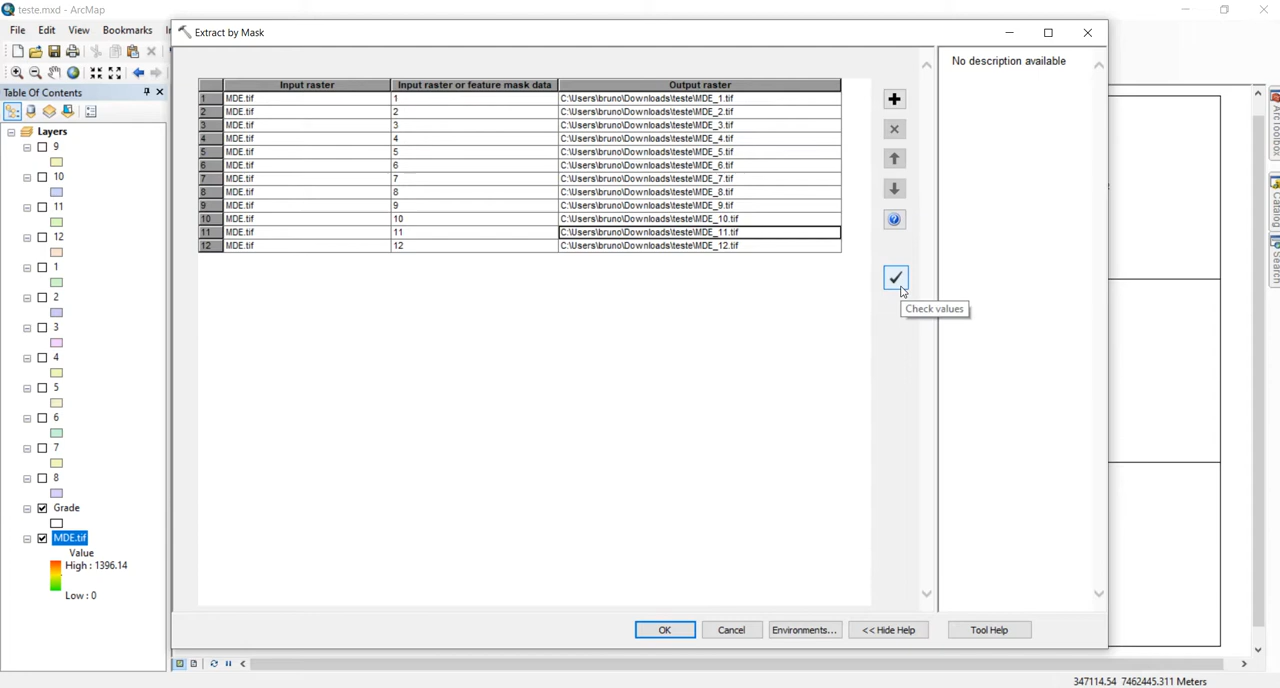 teste.mxd - ArcMap
File Edit View Bookmarks
Table Of Contents
Layers
9
10
11
12
1
2
3
4
5
6
7
8
Grade
MDE.tif
Value
High : 1396.14
Low : 0
Extract by Mask
Input raster Input raster or feature mask data Output raster
1 MDE.tif 1 C:\Users\bruno\Downloads\teste\MDE_1.tif
2 MDE.tif 2 C:\Users\bruno\Downloads\teste\MDE_2.tif
3 MDE.tif 3 C:\Users\bruno\Downloads\teste\MDE_3.tif
4 MDE.tif 4 C:\Users\bruno\Downloads\teste\MDE_4.tif
5 MDE.tif 5 C:\Users\bruno\Downloads\teste\MDE_5.tif
6 MDE.tif 6 C:\Users\bruno\Downloads\teste\MDE_6.tif
7 MDE.tif 7 C:\Users\bruno\Downloads\teste\MDE_7.tif
8 MDE.tif 8 C:\Users\bruno\Downloads\teste\MDE_8.tif
9 MDE.tif 9 C:\Users\bruno\Downloads\teste\MDE_9.tif
10 MDE.tif 10 C:\Users\bruno\Downloads\teste\MDE_10.tif
11 MDE.tif 11 C:\Users\bruno\Downloads\teste\MDE_11.tif
12 MDE.tif 12 C:\Users\bruno\Downloads\teste\MDE_12.tif
Check values
No description available
OK Cancel Environments... << Hide Help Tool Help
ArcToolbox
Catalog
Search
347114.54 7462445.311 Meters